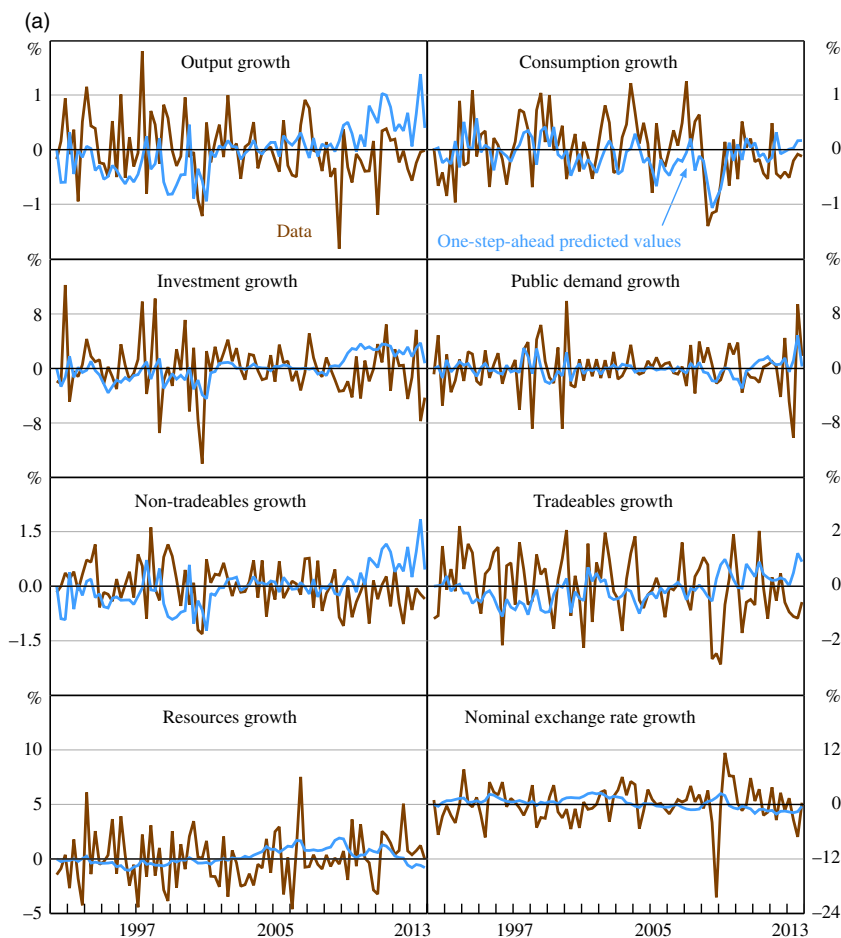 (a)
% %
Output growth Consumption growth
1 1
0 0
–1 –1
Data One-step-ahead predicted values
% %
Investment growth Public demand growth
8 8
0 0
–8 –8
% %
Non-tradeables growth Tradeables growth
1.5 2
0.0 0
–1.5 –2
% %
Resources growth Nominal exchange rate growth
10 12
5 0
0 –12
–5 –24
1997 2005 2013 1997 2005 2013